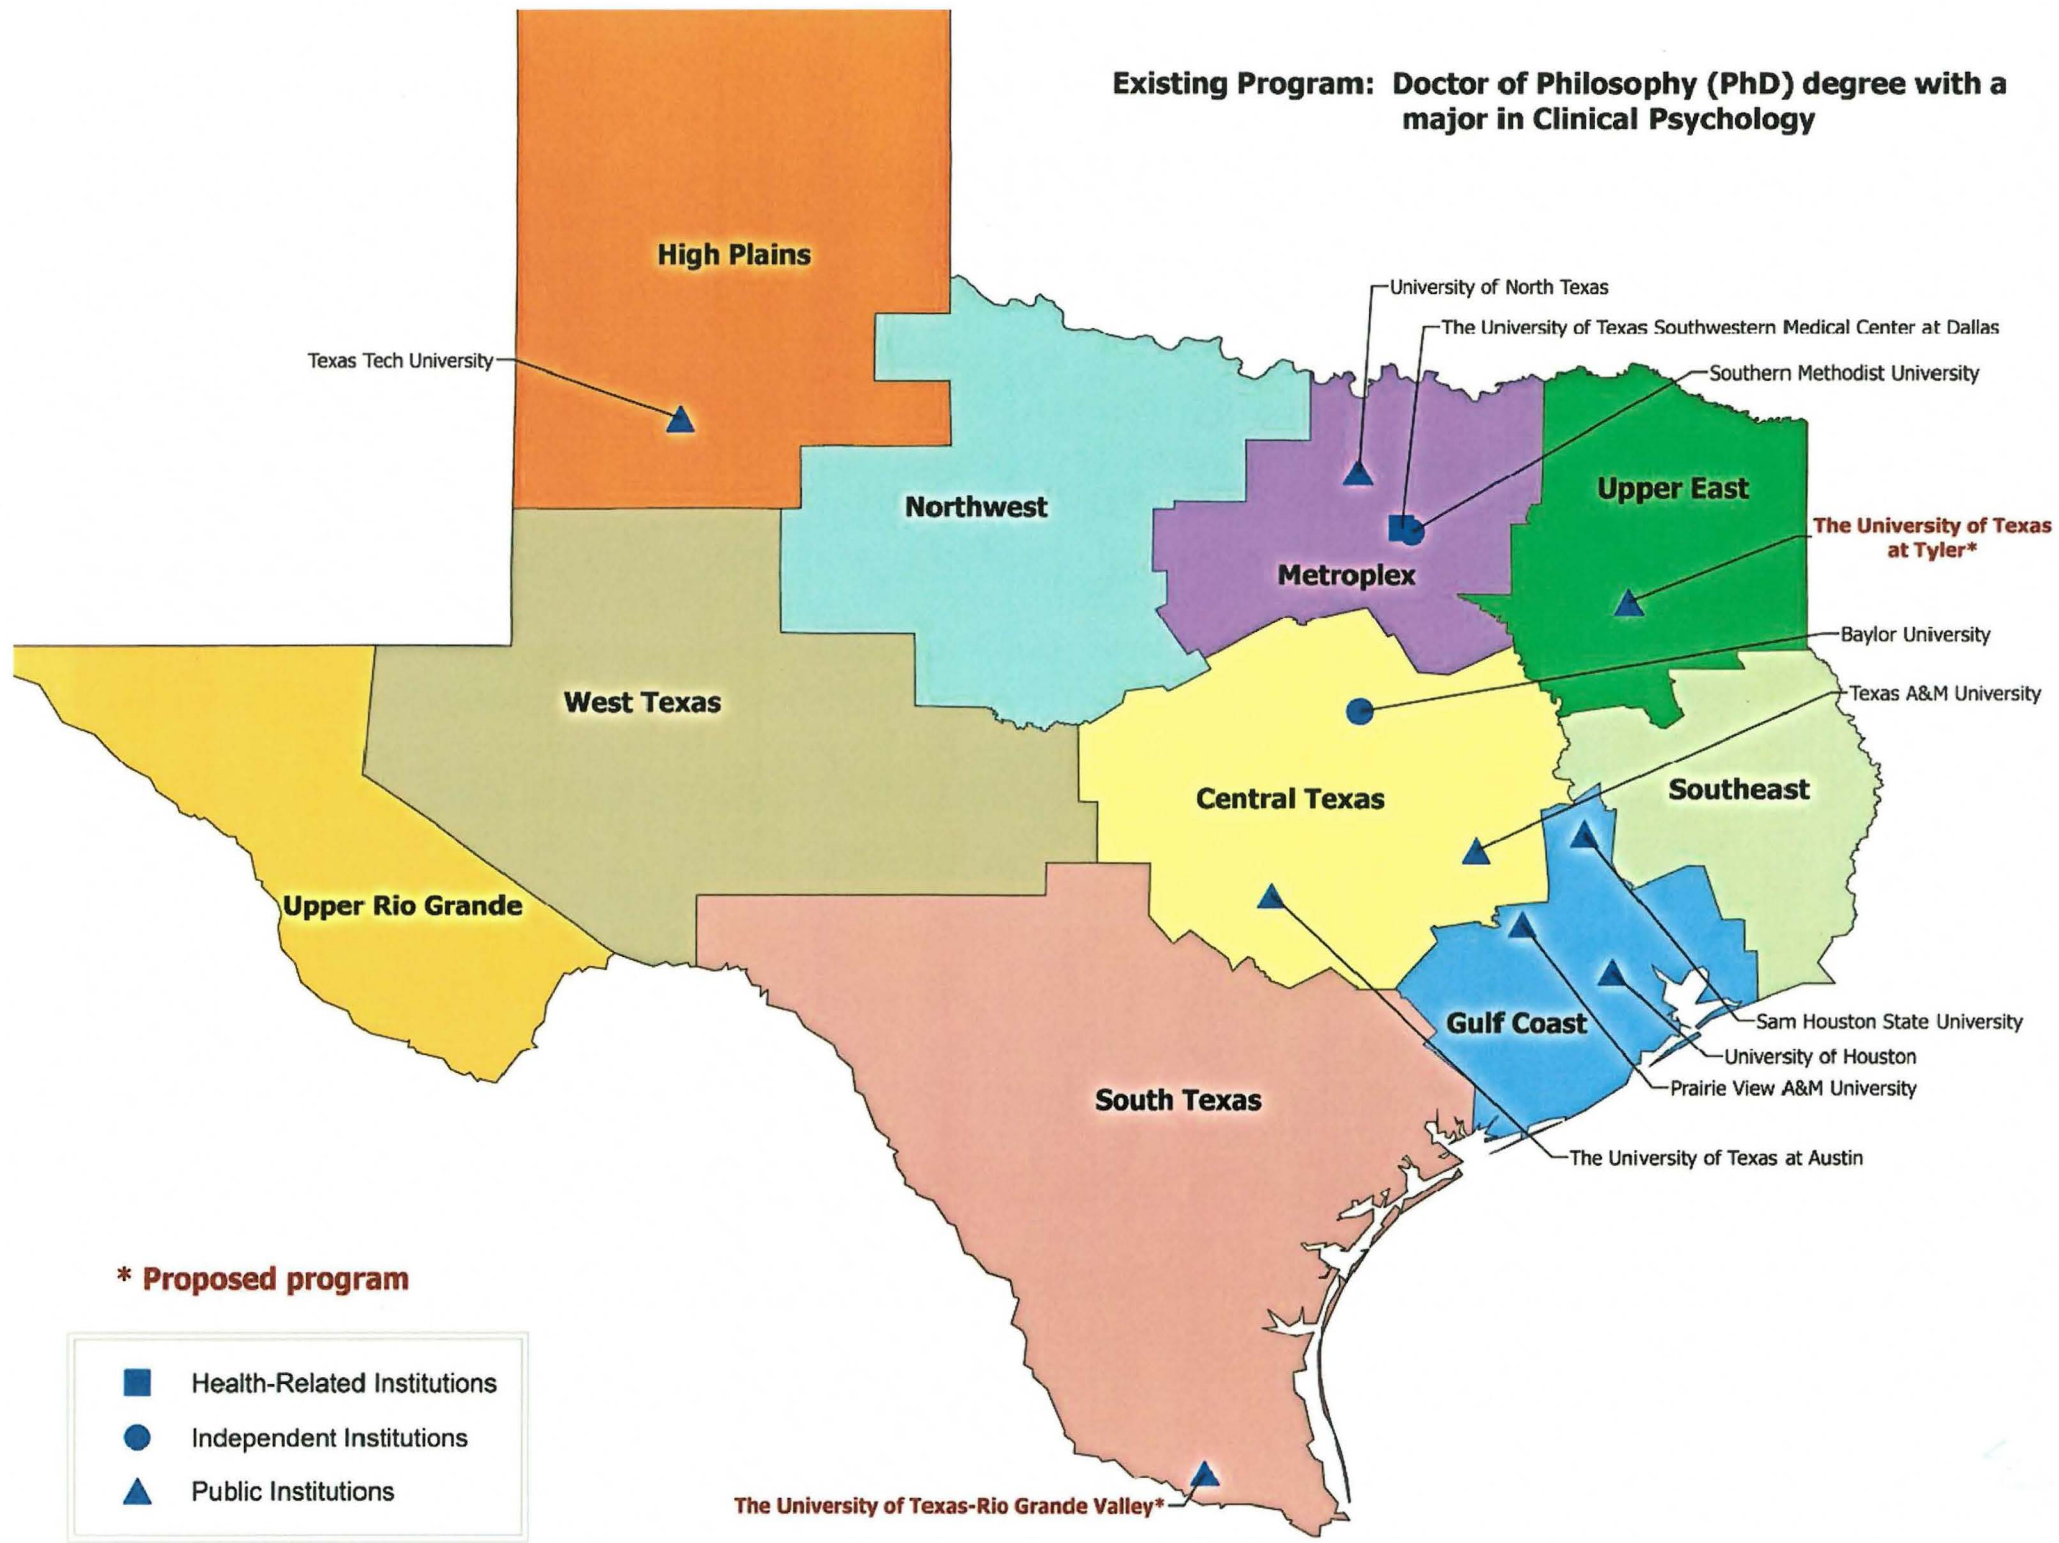 Existing Program: Doctor of Philosophy (PhD) degree with a
major in Clinical Psychology
High Plains
University of North Texas
The University of Texas Southwestern Medical Center at Dallas
Texas Tech University
Southern Methodist University
Upper East
Northwest
The University of Texas
at Tyler*
Metroplex
Baylor University
Texas A&M University
West Texas
Southeast
Central Texas
Upper Rio Grande
Gulf Coast
Sam Houston State University
University of Houston
Prairie View A&M University
South Texas
The University of Texas at Austin
* Proposed program
Health-Related Institutions
Independent Institutions
Public Institutions
The University of Texas-Rio Grande Valley*